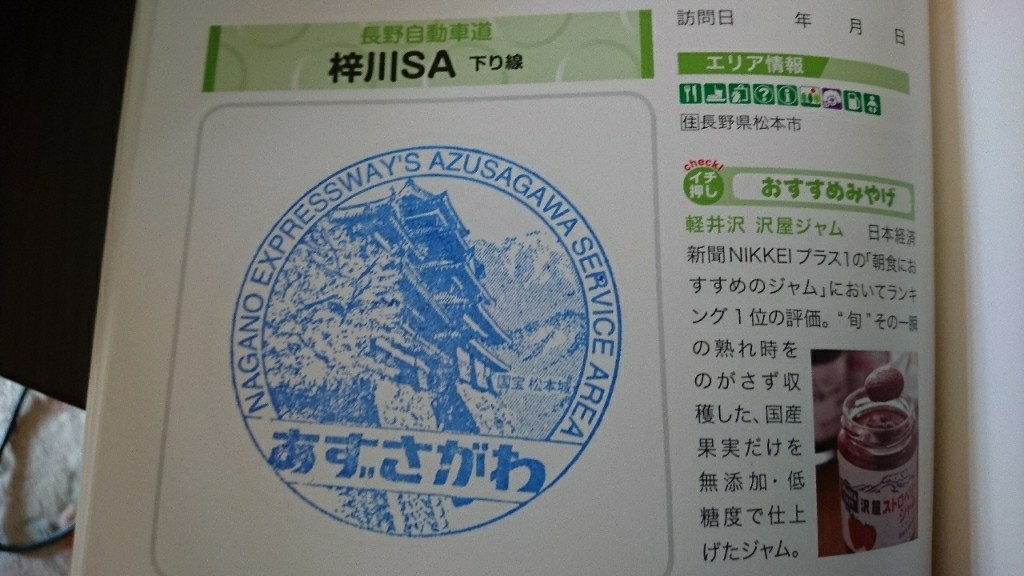 長野自動車道
梓川SA 下り線
NAGANO EXPRESSWAY'S AZUSAGAWA SERVICE AREA
国宝 松本城
あずさがわ
訪問日 年 月 日
エリア情報
住長野県松本市
check!
イチ
押し
おすすめみやげ
軽井沢 沢屋ジャム 日本経済
新聞NIKKEIプラス1の「朝食にお
すすめのジャム」においてランキ
ング1位の評価。“旬”その一瞬
の熟れ時を
のがさず収
穫した、国産
果実だけを
無添加・低
糖度で仕上
げたジャム。
沢屋